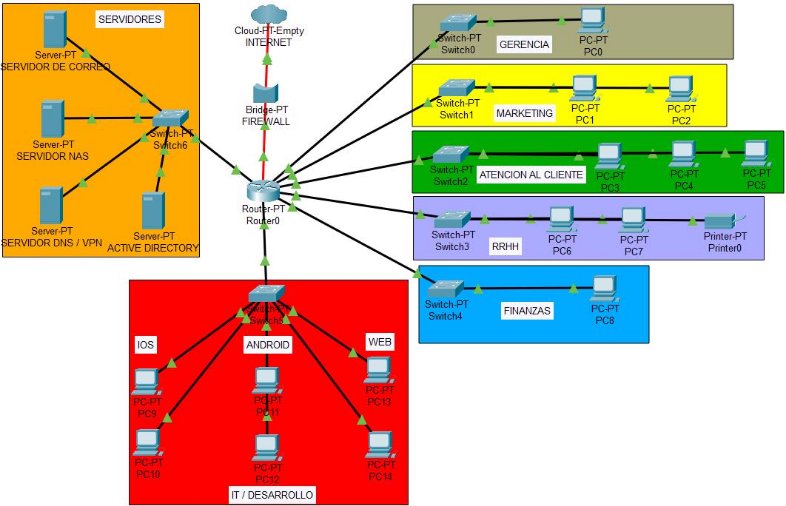 SERVIDORES
Server-PT
SERVIDOR DE CORREO
Server-PT
SERVIDOR NAS
Switch-PT
Switch6
Server-PT
SERVIDOR DNS / VPN
Server-PT
ACTIVE DIRECTORY
Cloud-PT-Empty
INTERNET
Bridge-PT
FIREWALL
Router-PT
Router0
Switch-PT
Switch0
GERENCIA
PC-PT
PC0
Switch-PT
Switch1
MARKETING
PC-PT
PC1
PC-PT
PC2
Switch-PT
Switch2
ATENCION AL CLIENTE
PC-PT
PC3
PC-PT
PC4
PC-PT
PC5
Switch-PT
Switch3
RRHH
PC-PT
PC6
PC-PT
PC7
Printer-PT
Printer0
Switch-PT
Switch4
FINANZAS
PC-PT
PC8
Switch-PT
Switch5
IOS
ANDROID
WEB
PC-PT
PC9
PC-PT
PC11
PC-PT
PC13
PC-PT
PC10
PC-PT
PC12
PC-PT
PC14
IT / DESARROLLO